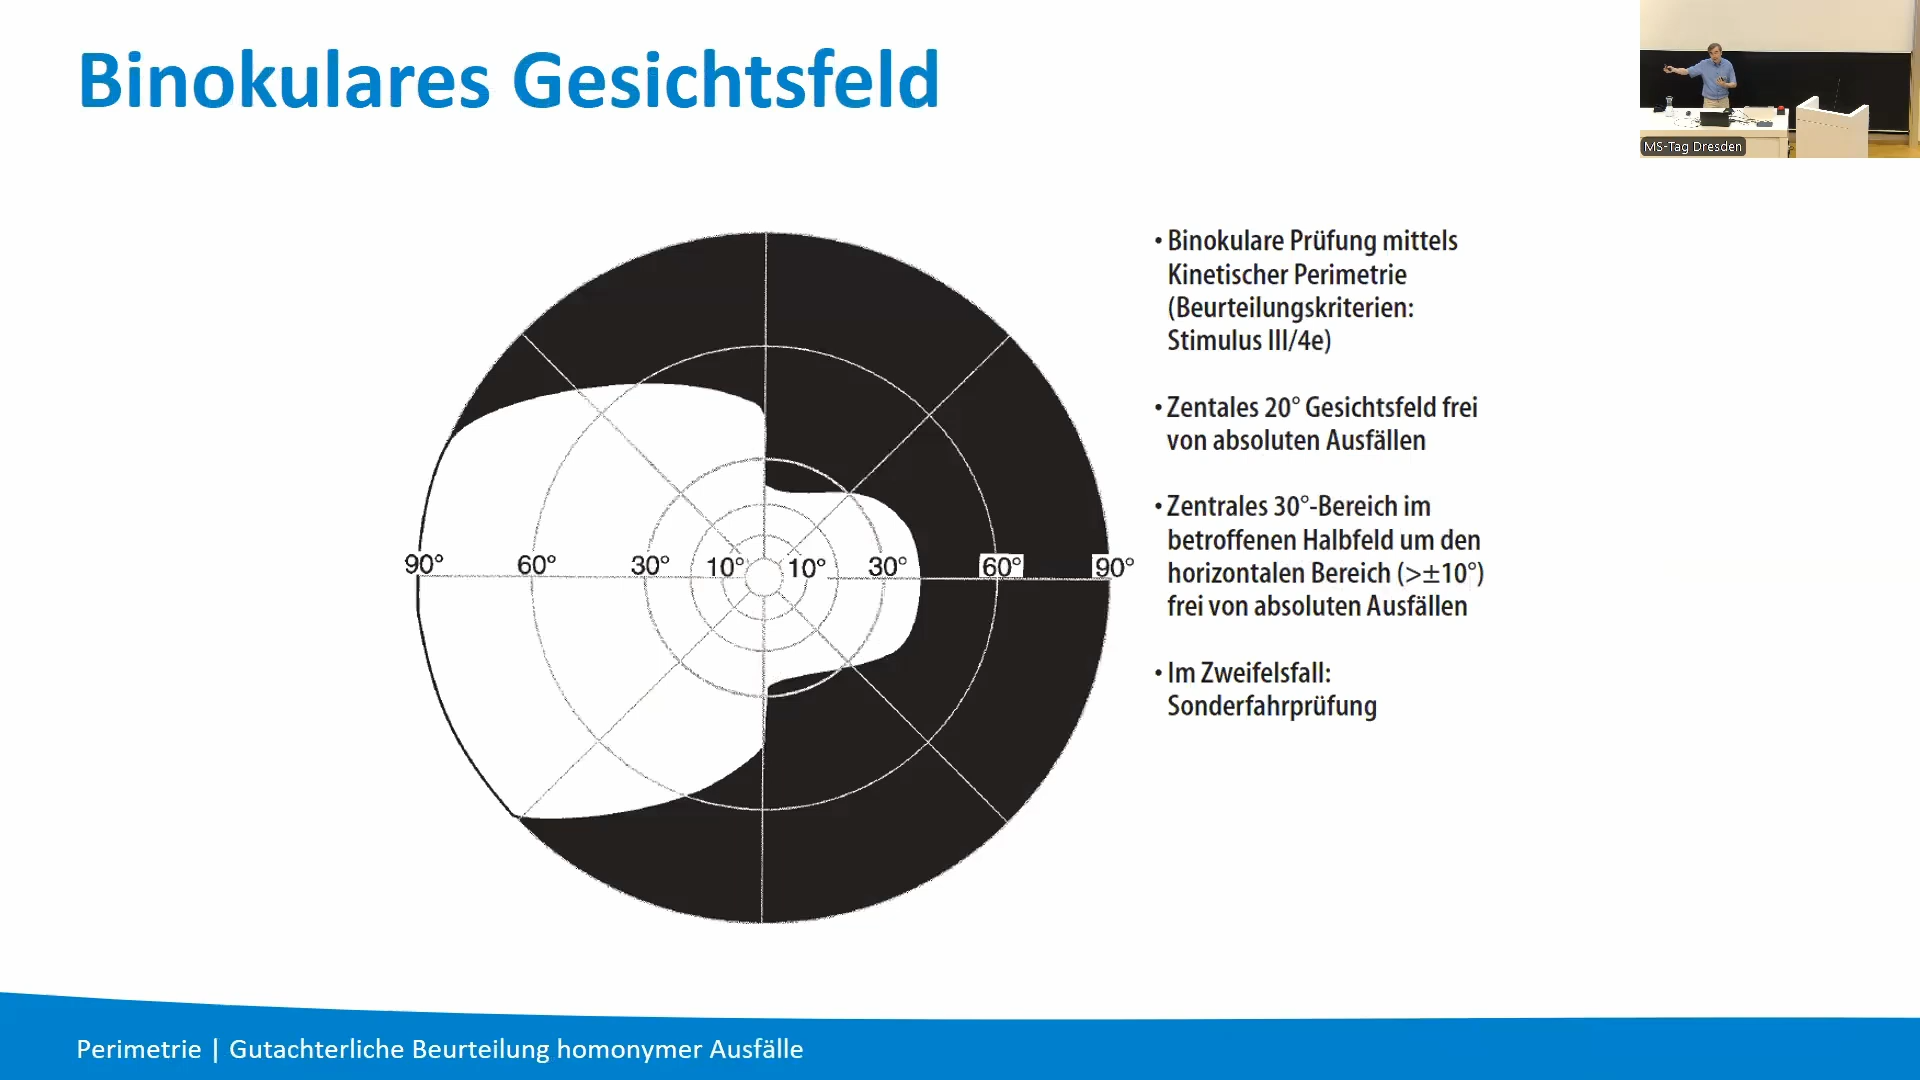 Binokulares Gesichtsfeld
MS-Tag Dresden
• Binokulare Prüfung mittels
Kinetischer Perimetrie
(Beurteilungskriterien:
Stimulus III/4e)
• Zentales 20° Gesichtsfeld frei
von absoluten Ausfällen
• Zentrales 30°-Bereich im
betroffenen Halbfeld um den
horizontalen Bereich (>±10°)
frei von absoluten Ausfällen
• Im Zweifelsfall:
Sonderfahrprüfung
90° 60° 30° 10° 10° 30° 60° 90°
Perimetrie | Gutachterliche Beurteilung homonymer Ausfälle